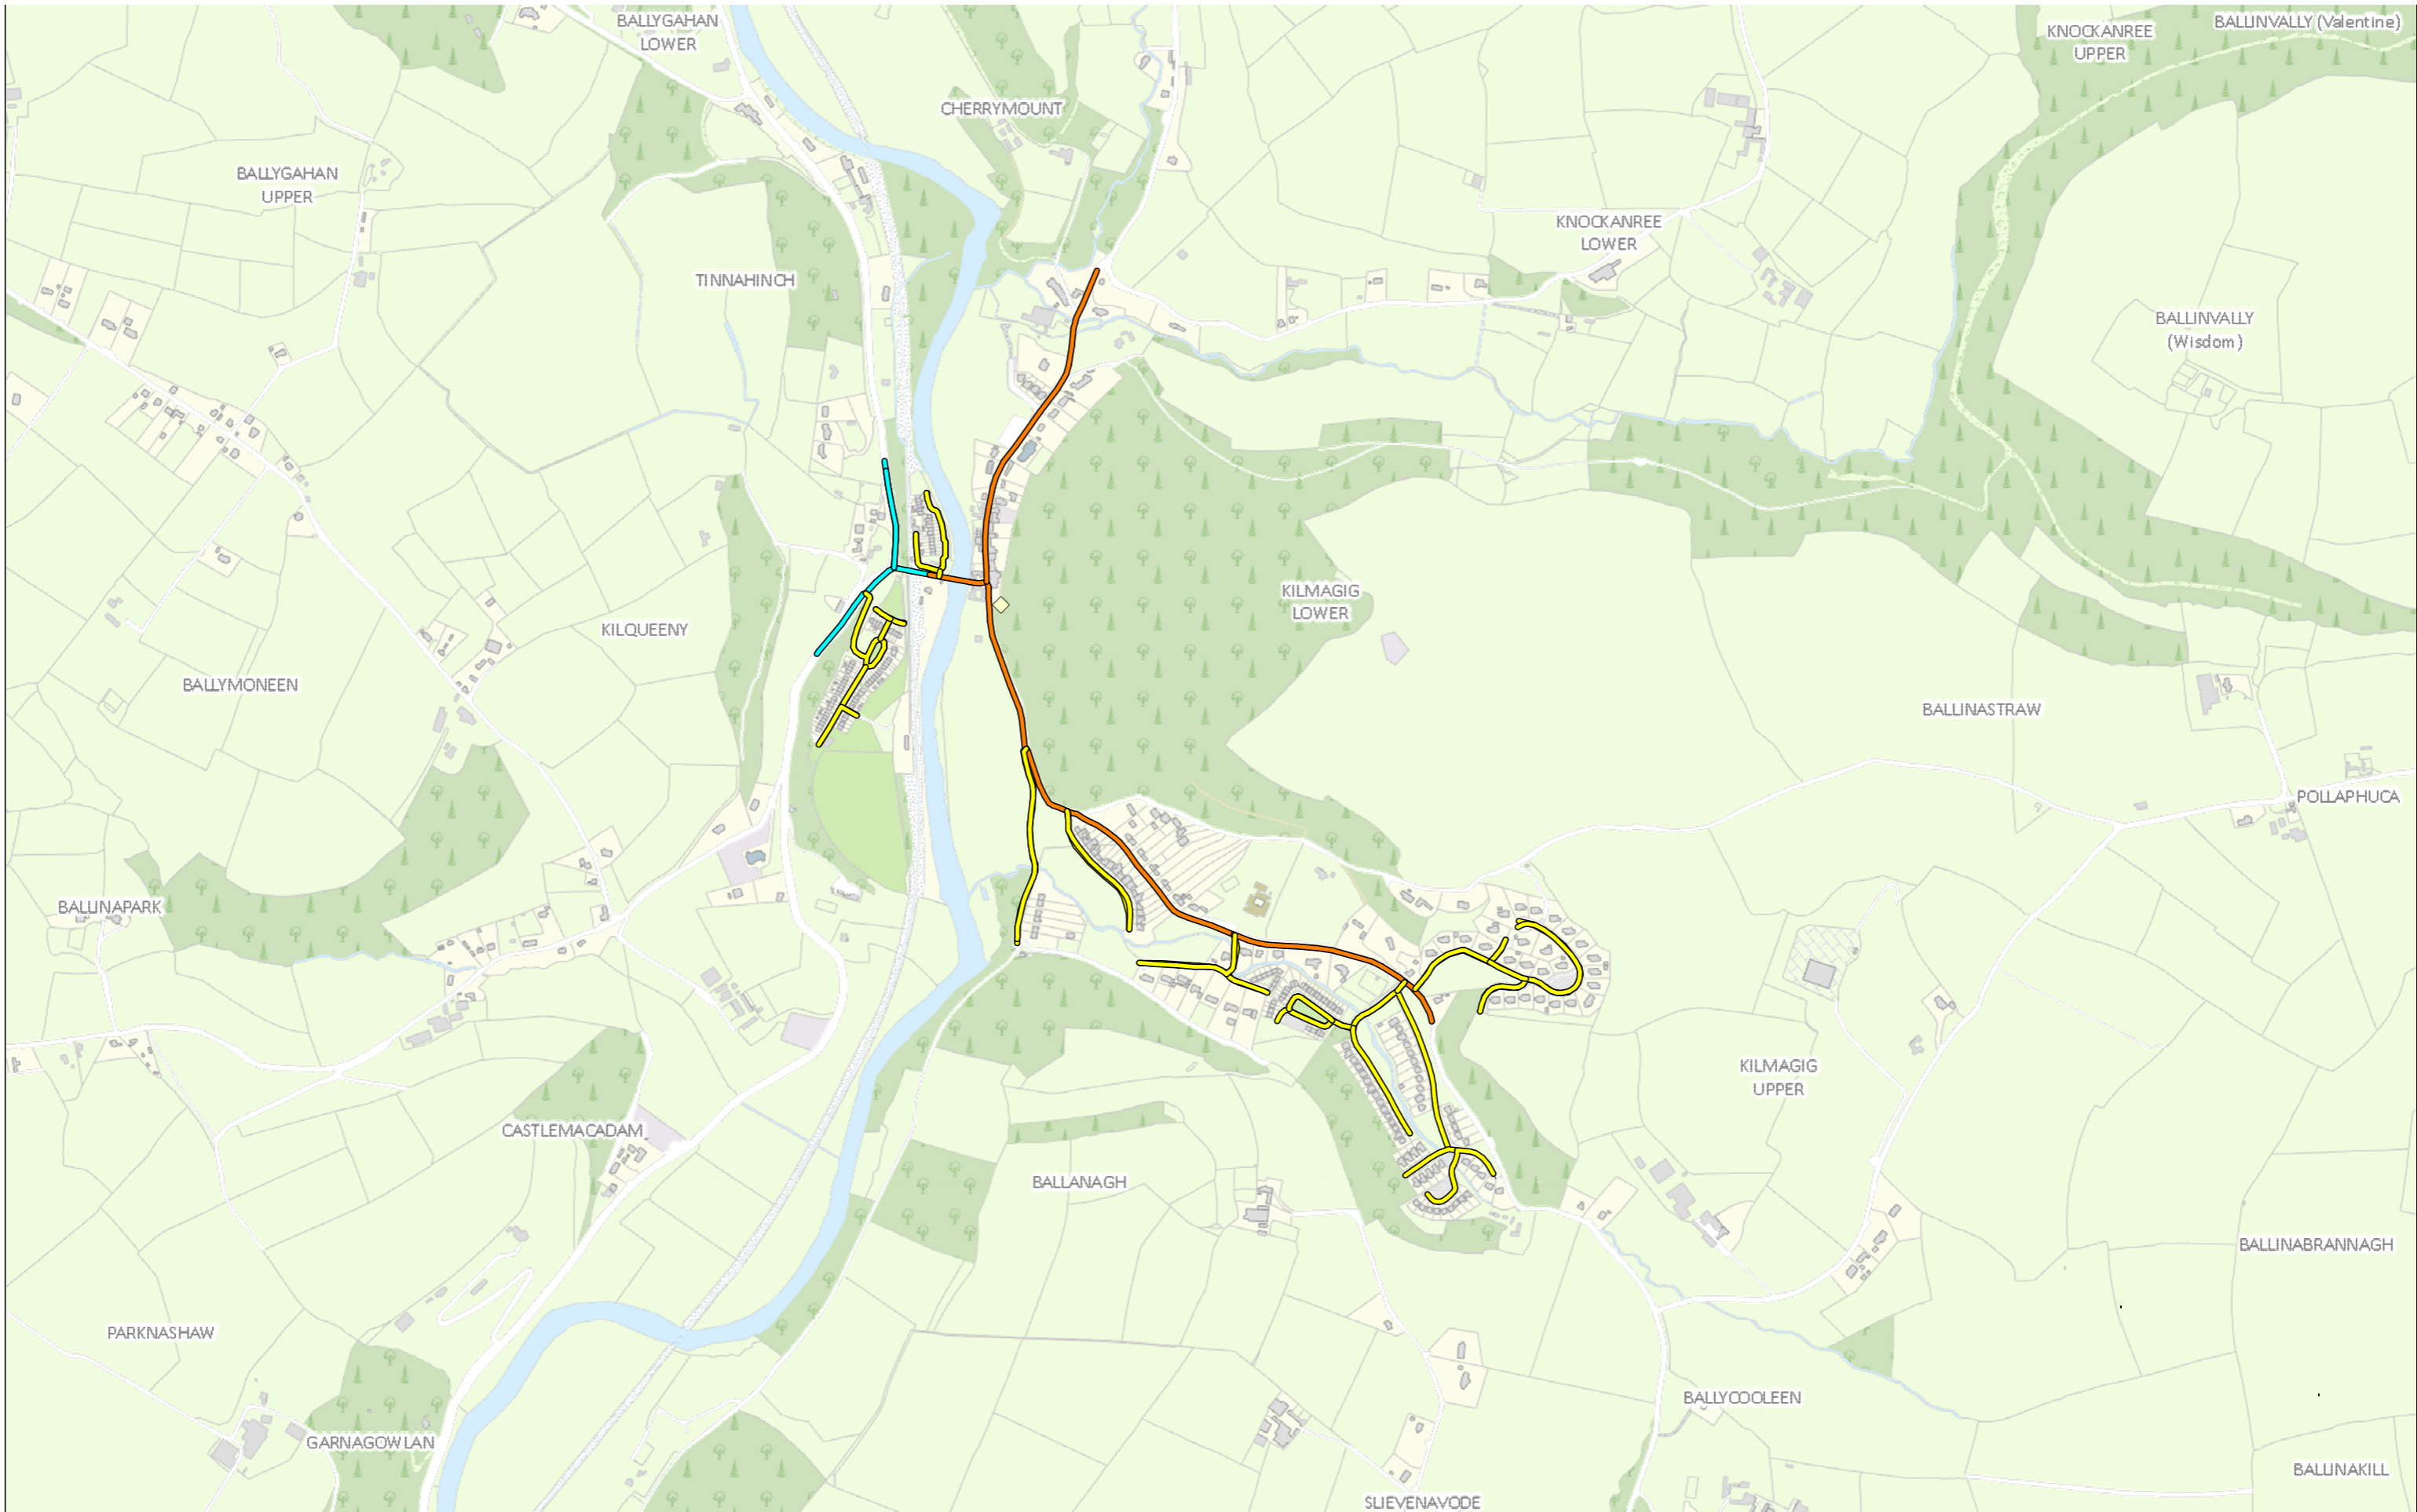 BALLYGAHAN
LOWER
BALLINVALLY (Valentine)
KNOCKANREE
UPPER
CHERRYMOUNT
BALLYGAHAN
UPPER
KNOCKANREE
LOWER
TINNAHINCH
BALLINVALLY
(Wisdom)
KILMAGIG
LOWER
KILQUEENY
BALLYMONEEN
BALLINASTRAW
POLLAPHUCA
BALLINAPARK
KILMAGIG
UPPER
CASTLEMACADAM
BALLANAGH
BALLINABRANNAGH
PARKNASHAW
BALLYCOOLEEN
GARNAGOWLAN
BALLINAKILL
SLIEVENAVODE